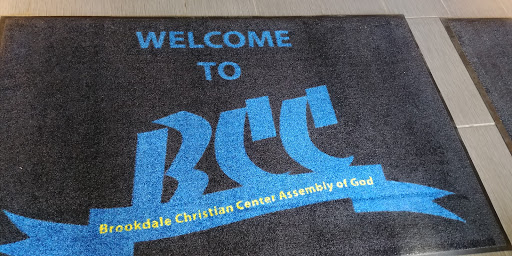 WELCOME
TO
BCC
Brookdale Christian Center Assembly of God